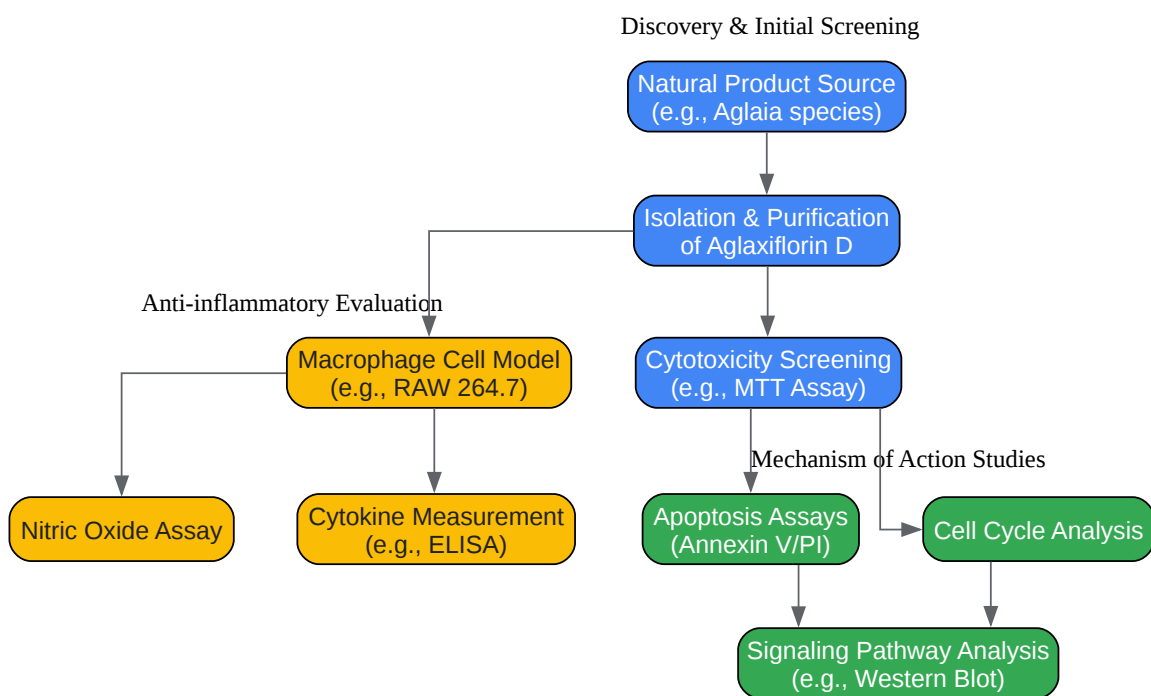 Discovery & Initial Screening
Natural Product Source
(e.g., Aglaia species)
Isolation & Purification
of Aglaxiflorin D
Anti-inflammatory Evaluation
Macrophage Cell Model
(e.g., RAW 264.7)
Cytotoxicity Screening
(e.g., MTT Assay)
Mechanism of Action Studies
Nitric Oxide Assay
Cytokine Measurement
(e.g., ELISA)
Apoptosis Assays
(Annexin V/PI)
Cell Cycle Analysis
Signaling Pathway Analysis
(e.g., Western Blot)